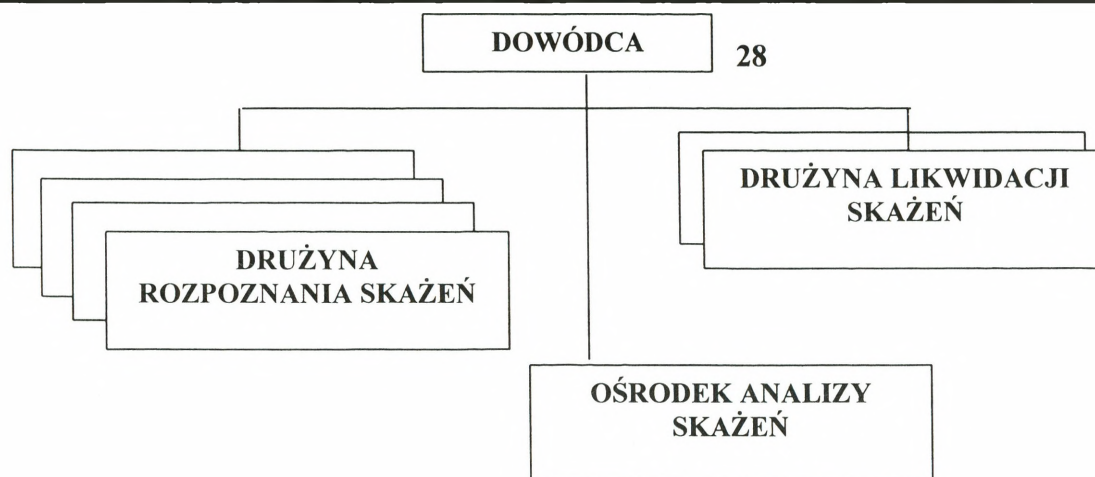 DOWÓDCA
28
DRUŻYNA LIKWIDACJI
SKAŻEŃ
DRUŻYNA
ROZPOZNANIA SKAŻEŃ
OŚRODEK ANALIZY
SKAŻEŃ